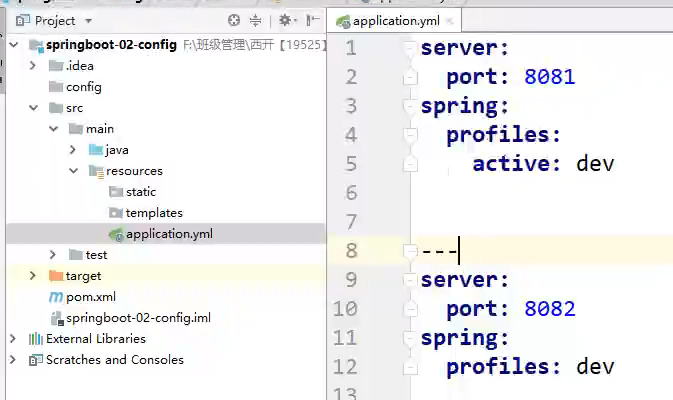 Project
springboot-02-config F:\班级管理\西开【19525】
.idea
config
src
main
java
resources
static
templates
application.yml
test
target
pom.xml
springboot-02-config.iml
External Libraries
Scratches and Consoles
application.yml
1 server:
2 port: 8081
3 spring:
4 profiles:
5 active: dev
6
7
8 ---
9 server:
10 port: 8082
11 spring:
12 profiles: dev
13